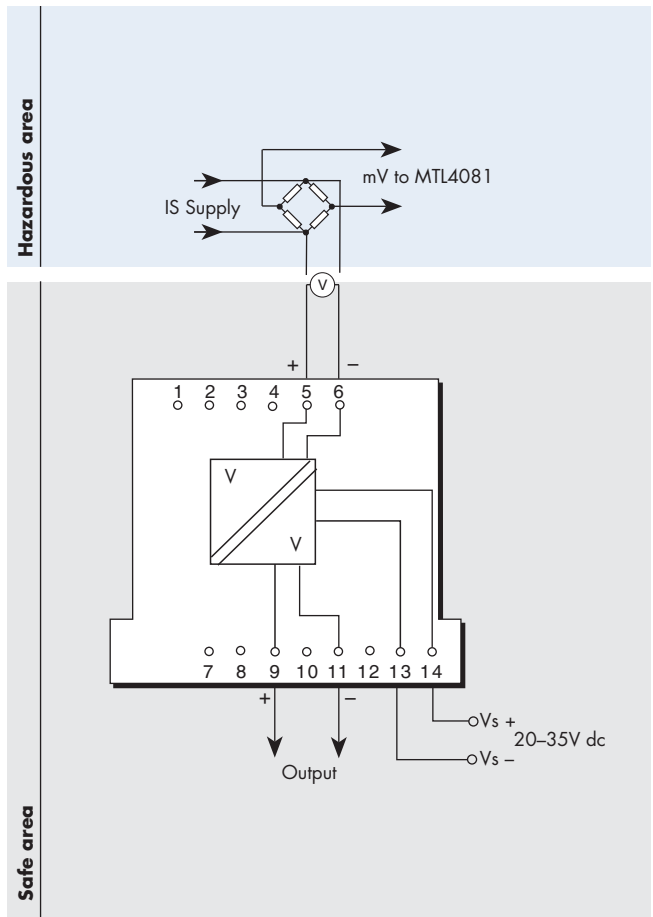 Hazardous area
mV to MTL4081
IS Supply
V
+ –
1 2 3 4 5 6
V
V
7 8 9 10 11 12 13 14
+ –
Vs +
20–35V dc
Vs –
Output
Safe area